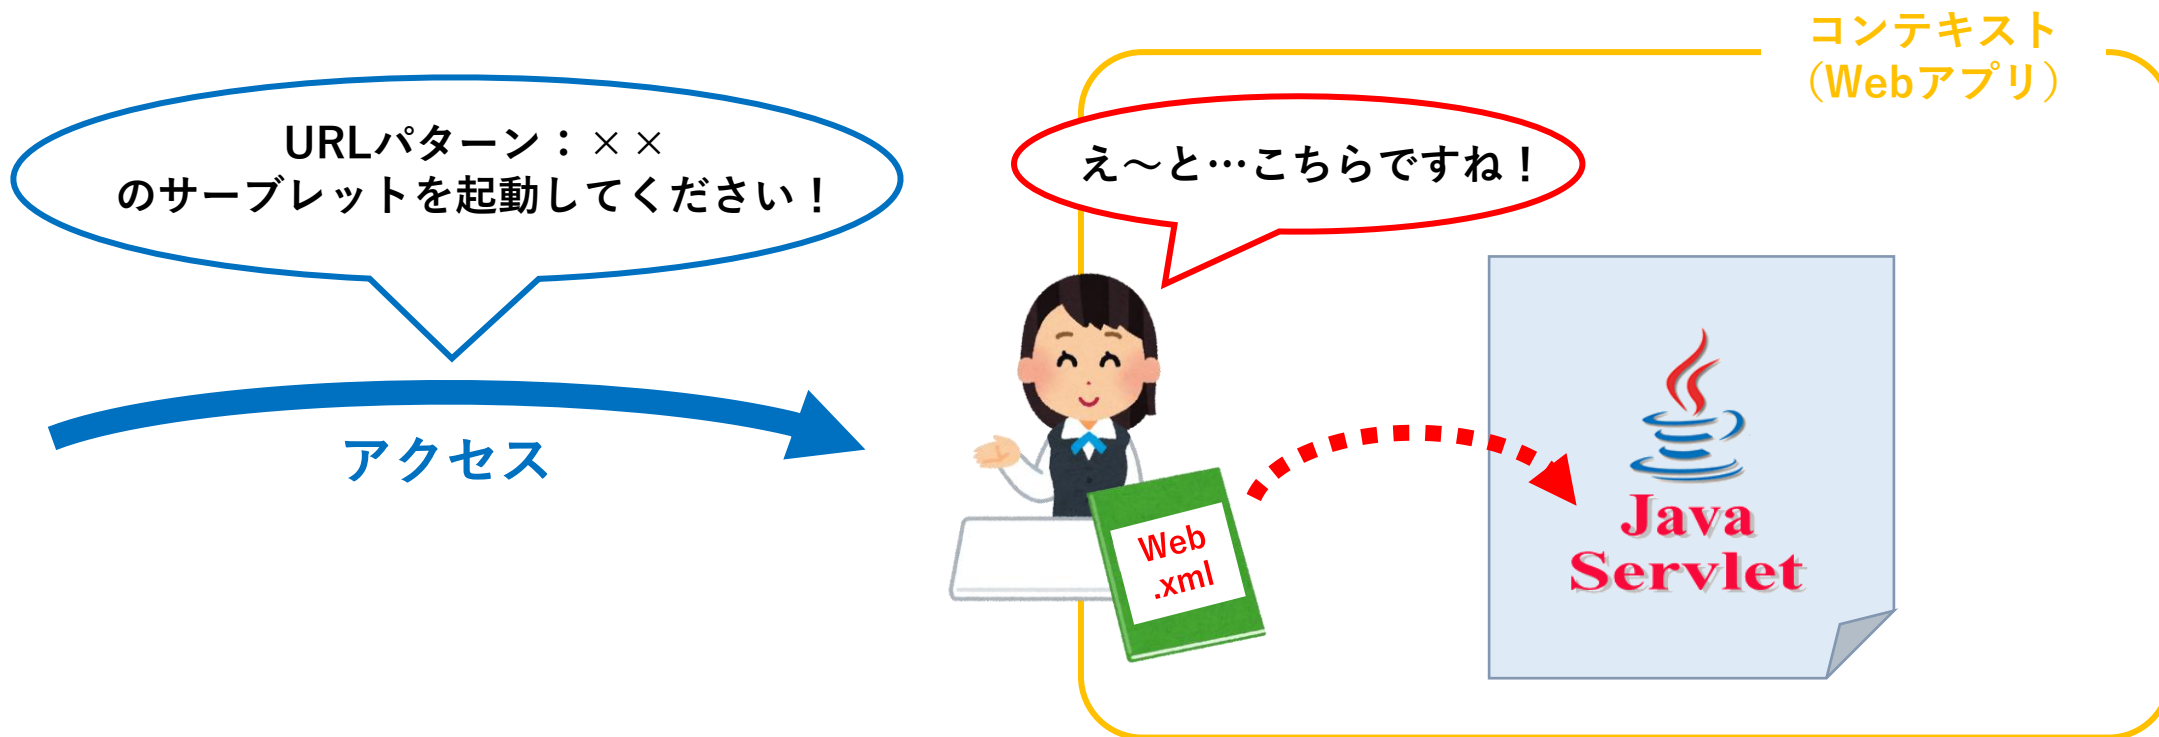 コンテキスト
（Webアプリ）
URLパターン：××
のサーブレットを起動してください！
え～と…こちらですね！
アクセス
Web
.xml
Java
Servlet